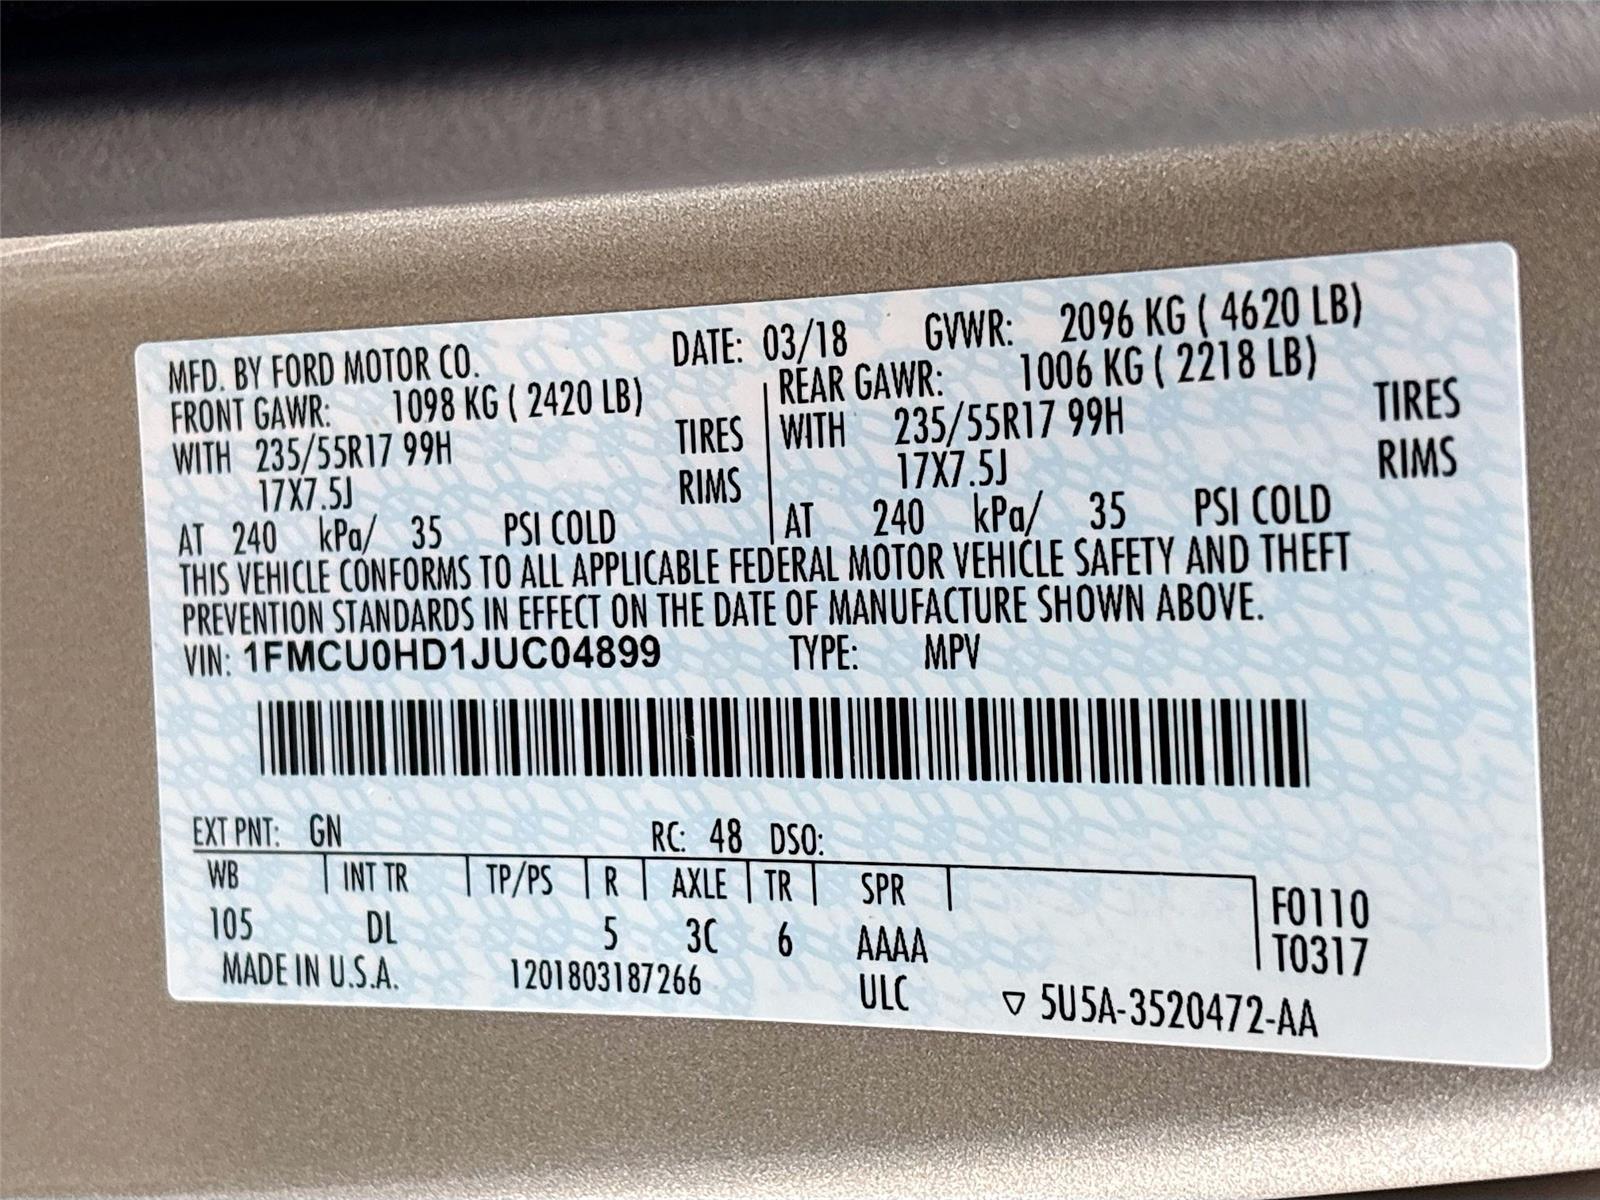 MFD. BY FORD MOTOR CO. DATE: 03/18 GVWR: 2096 KG ( 4620 LB)
FRONT GAWR: 1098 KG ( 2420 LB) REAR GAWR: 1006 KG ( 2218 LB)
WITH 235/55R17 99H TIRES WITH 235/55R17 99H TIRES
17X7.5J RIMS 17X7.5J RIMS
AT 240 kPa/ 35 PSI COLD AT 240 kPa/ 35 PSI COLD
THIS VEHICLE CONFORMS TO ALL APPLICABLE FEDERAL MOTOR VEHICLE SAFETY AND THEFT
PREVENTION STANDARDS IN EFFECT ON THE DATE OF MANUFACTURE SHOWN ABOVE.
VIN: 1FMCU0HD1JUC04899 TYPE: MPV
EXT PNT: GN RC: 48 DSO:
WB INT TR TP/PS R AXLE TR SPR F0110
105 DL 5 3C 6 AAAA T0317
MADE IN U.S.A. 1201803187266 ULC ▽ 5U5A-3520472-AA